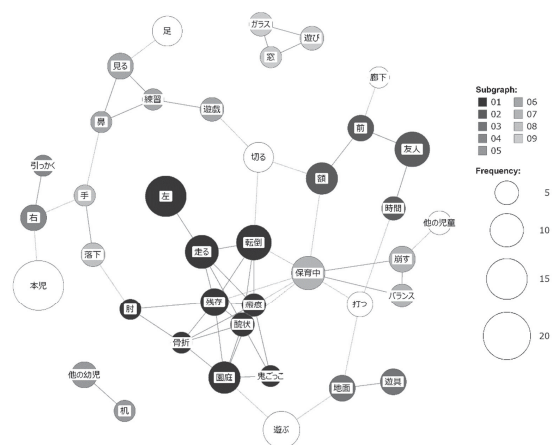 足
ガラス
遊び
窓
見る
廊下
練習
遊戯
昴
前
友人
切る
引っかく
額
手
左
時間
右
他の児童
転倒
走る
落下
崩す
保育中
本児
バランス
残存
瘢痕
打つ
肘
醜状
骨折
園庭
鬼ごっこ
他の幼児
地面
遊具
机
遊ぶ
Subgraph:
01 06
02 07
03 08
04 09
05
Frequency:
5
10
15
20